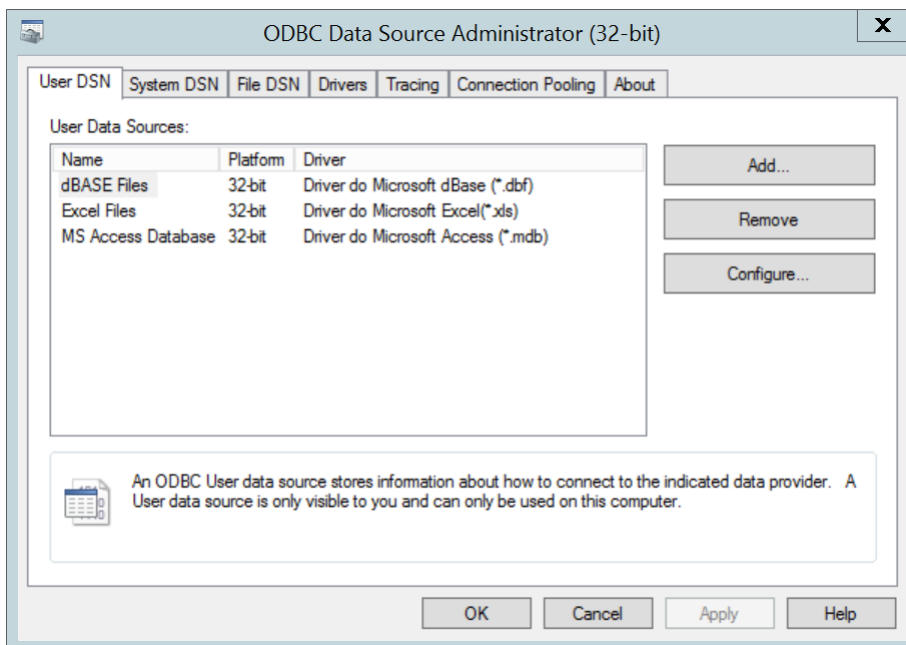 ODBC Data Source Administrator (32-bit)
X
User DSN System DSN File DSN Drivers Tracing Connection Pooling About
User Data Sources:
Name Platform Driver
dBASE Files 32-bit Driver do Microsoft dBase (*.dbf)
Excel Files 32-bit Driver do Microsoft Excel(*.xls)
MS Access Database 32-bit Driver do Microsoft Access (*.mdb)
Add...
Remove
Configure...
An ODBC User data source stores information about how to connect to the indicated data provider. A
User data source is only visible to you and can only be used on this computer.
OK Cancel Apply Help